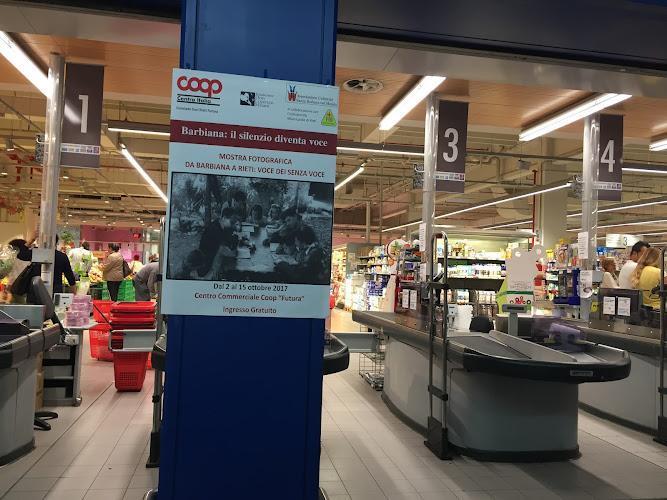 coop
Centro Italia
Barbiana: il silenzio diventa voce
MOSTRA FOTOGRAFICA
DA BARBIANA A RIETI: VOCE DEI SENZA VOCE
Dal 2 al 15 ottobre 2017
Centro Commerciale Coop "Futura"
Ingresso Gratuito
1
3
4